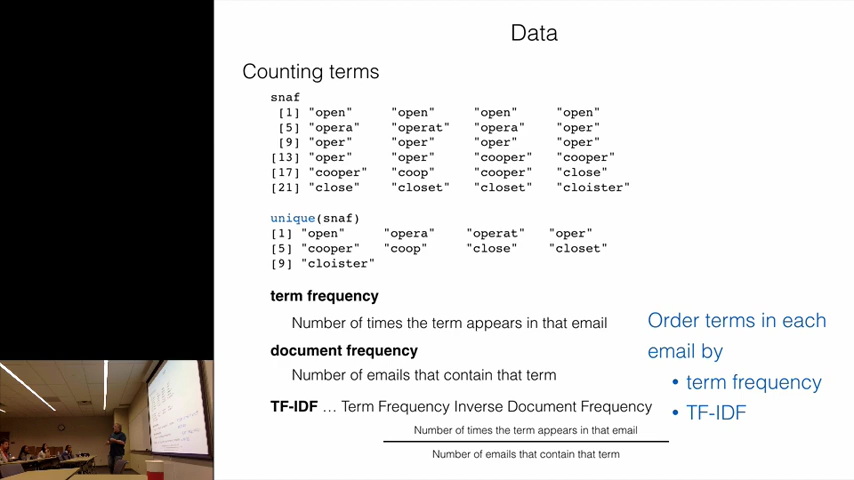 Data
Counting terms
snaf
[1] "open" "open" "open" "open"
[5] "opera" "operat" "opera" "oper"
[9] "oper" "oper" "oper" "oper"
[13] "oper" "oper" "cooper" "cooper"
[17] "cooper" "coop" "cooper" "close"
[21] "close" "closet" "closet" "cloister"
unique(snaf)
[1] "open" "opera" "operat" "oper"
[5] "cooper" "coop" "close" "closet"
[9] "cloister"
term frequency
Number of times the term appears in that email
document frequency
Number of emails that contain that term
TF-IDF … Term Frequency Inverse Document Frequency
Number of times the term appears in that email
Number of emails that contain that term
Order terms in each
email by
• term frequency
• TF-IDF